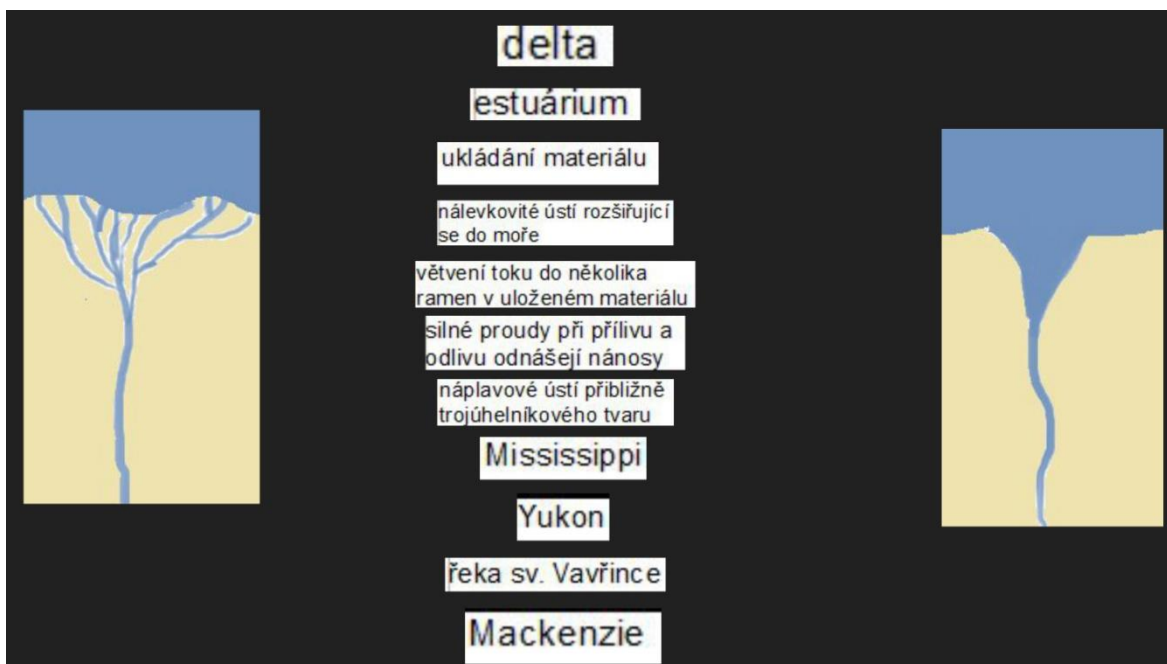 delta
estuárium
ukládání materiálu
nálevkovité ústí rozšiřující
se do moře
větvení toku do několika
ramen v uloženém materiálu
silné proudy při přílivu a
odlivu odnášejí nánosy
náplavové ústí přibližně
trojúhelníkového tvaru
Mississippi
Yukon
řeka sv. Vavřince
Mackenzie